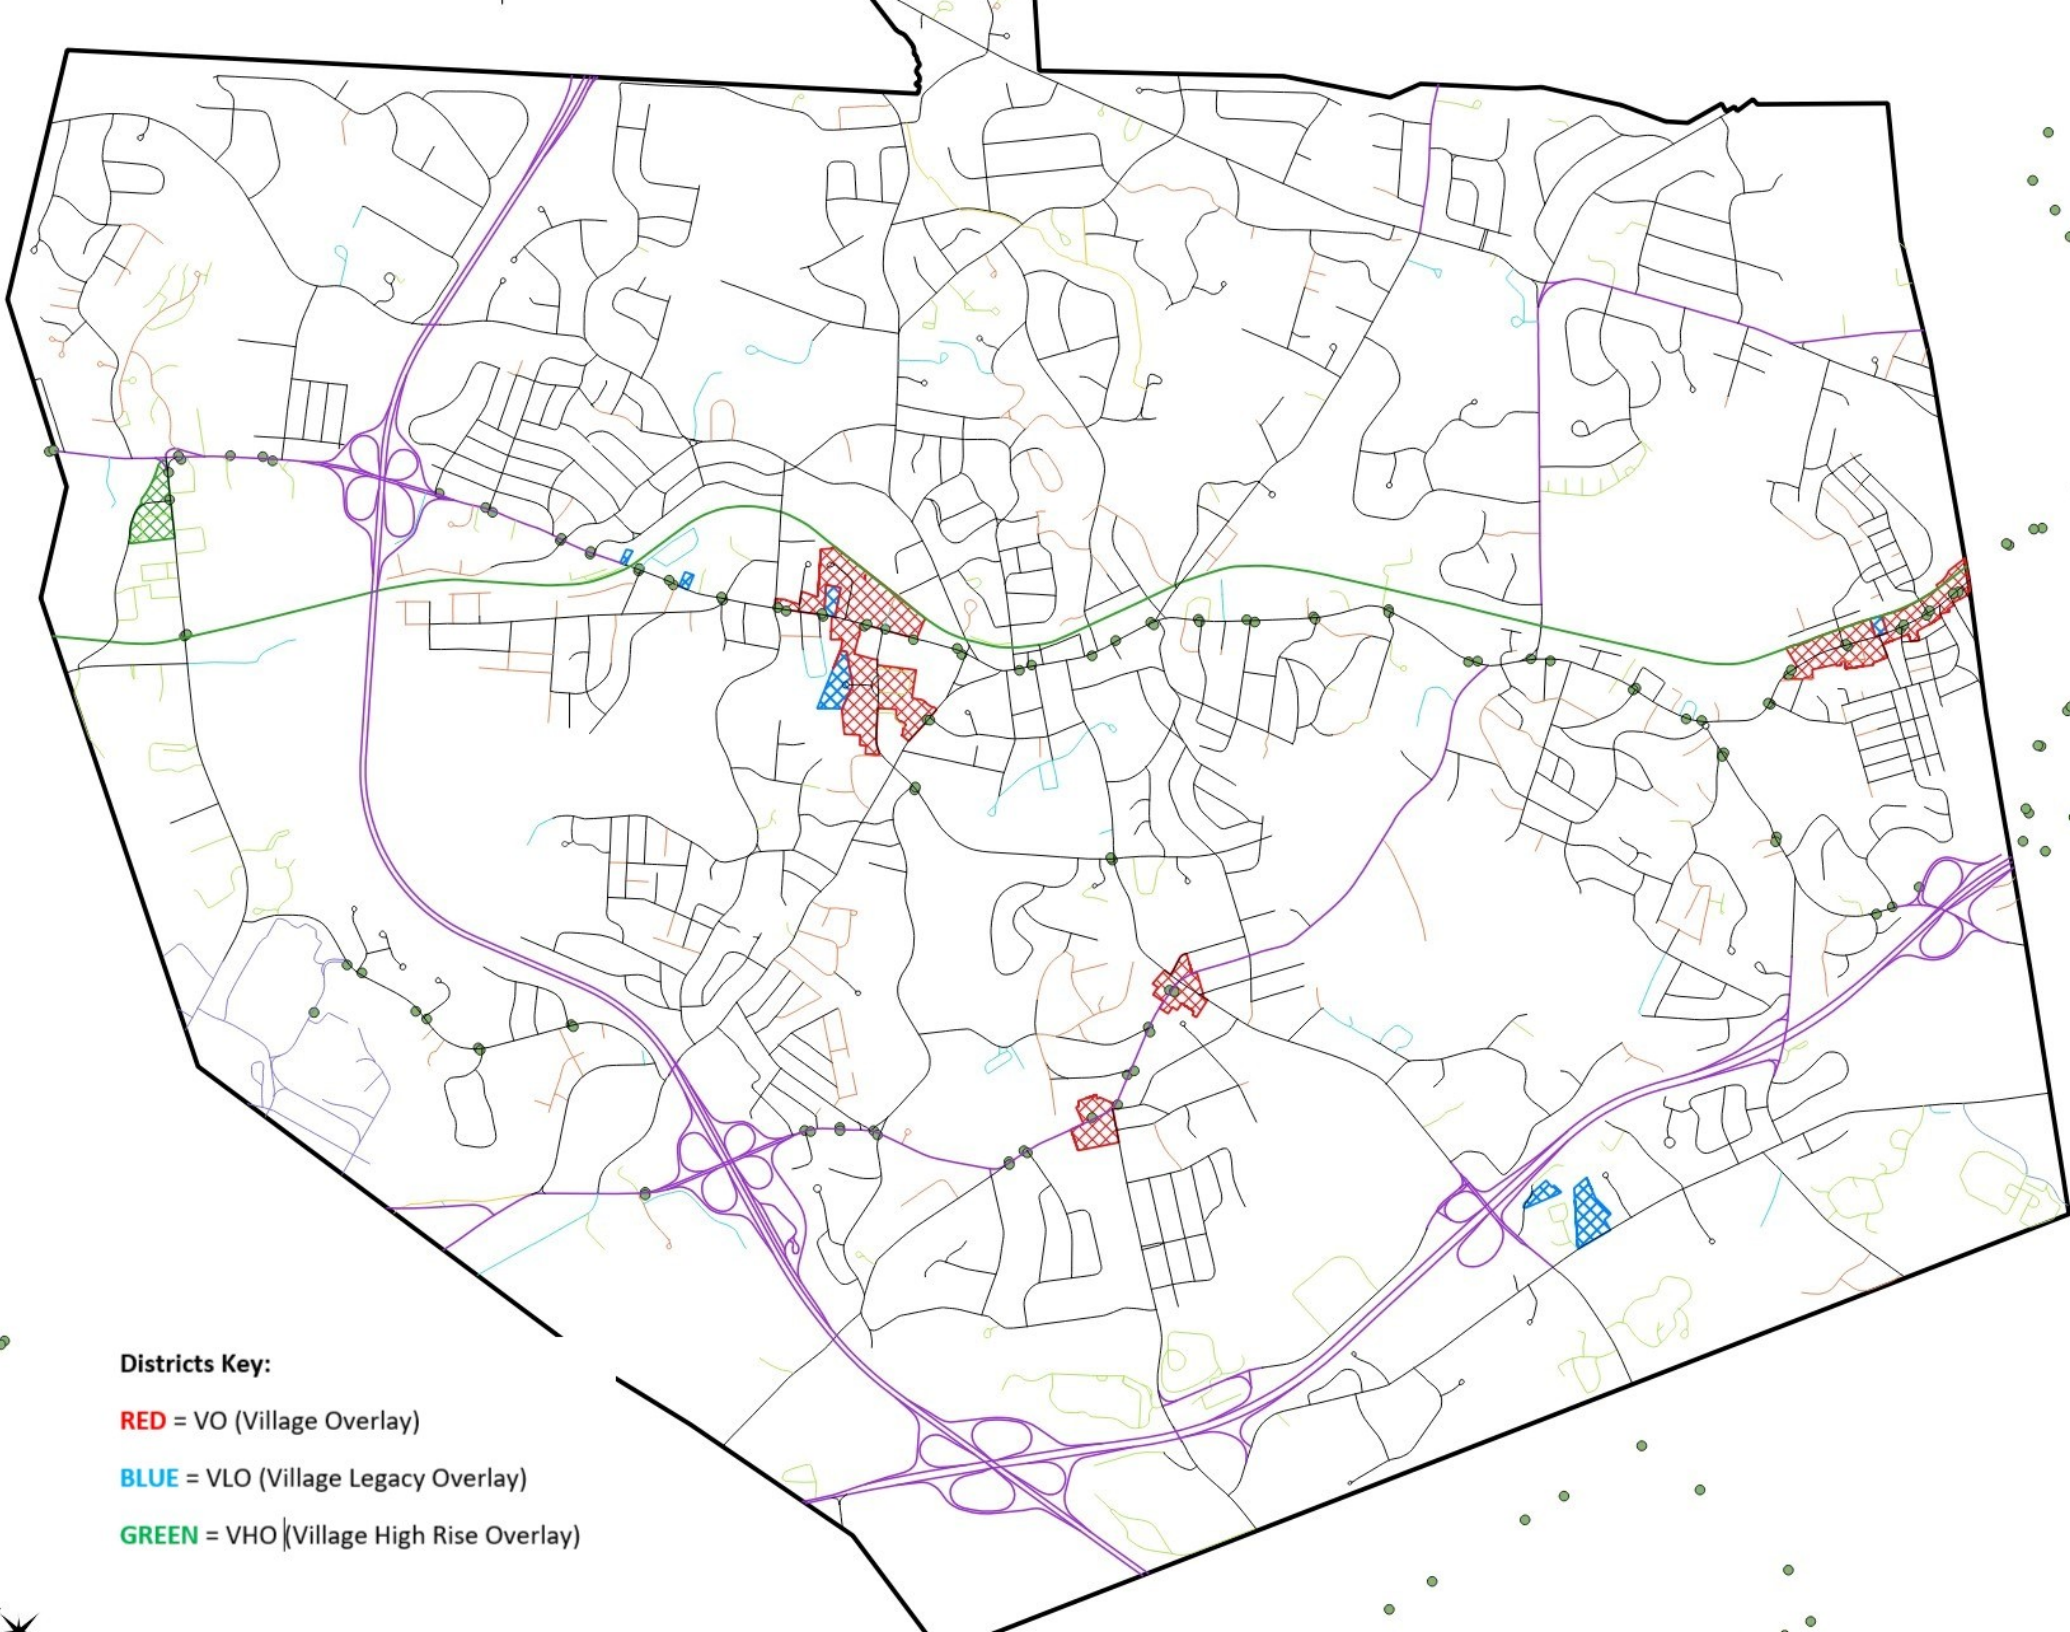 Districts Key:
RED = VO (Village Overlay)
BLUE = VLO (Village Legacy Overlay)
GREEN = VHO (Village High Rise Overlay)